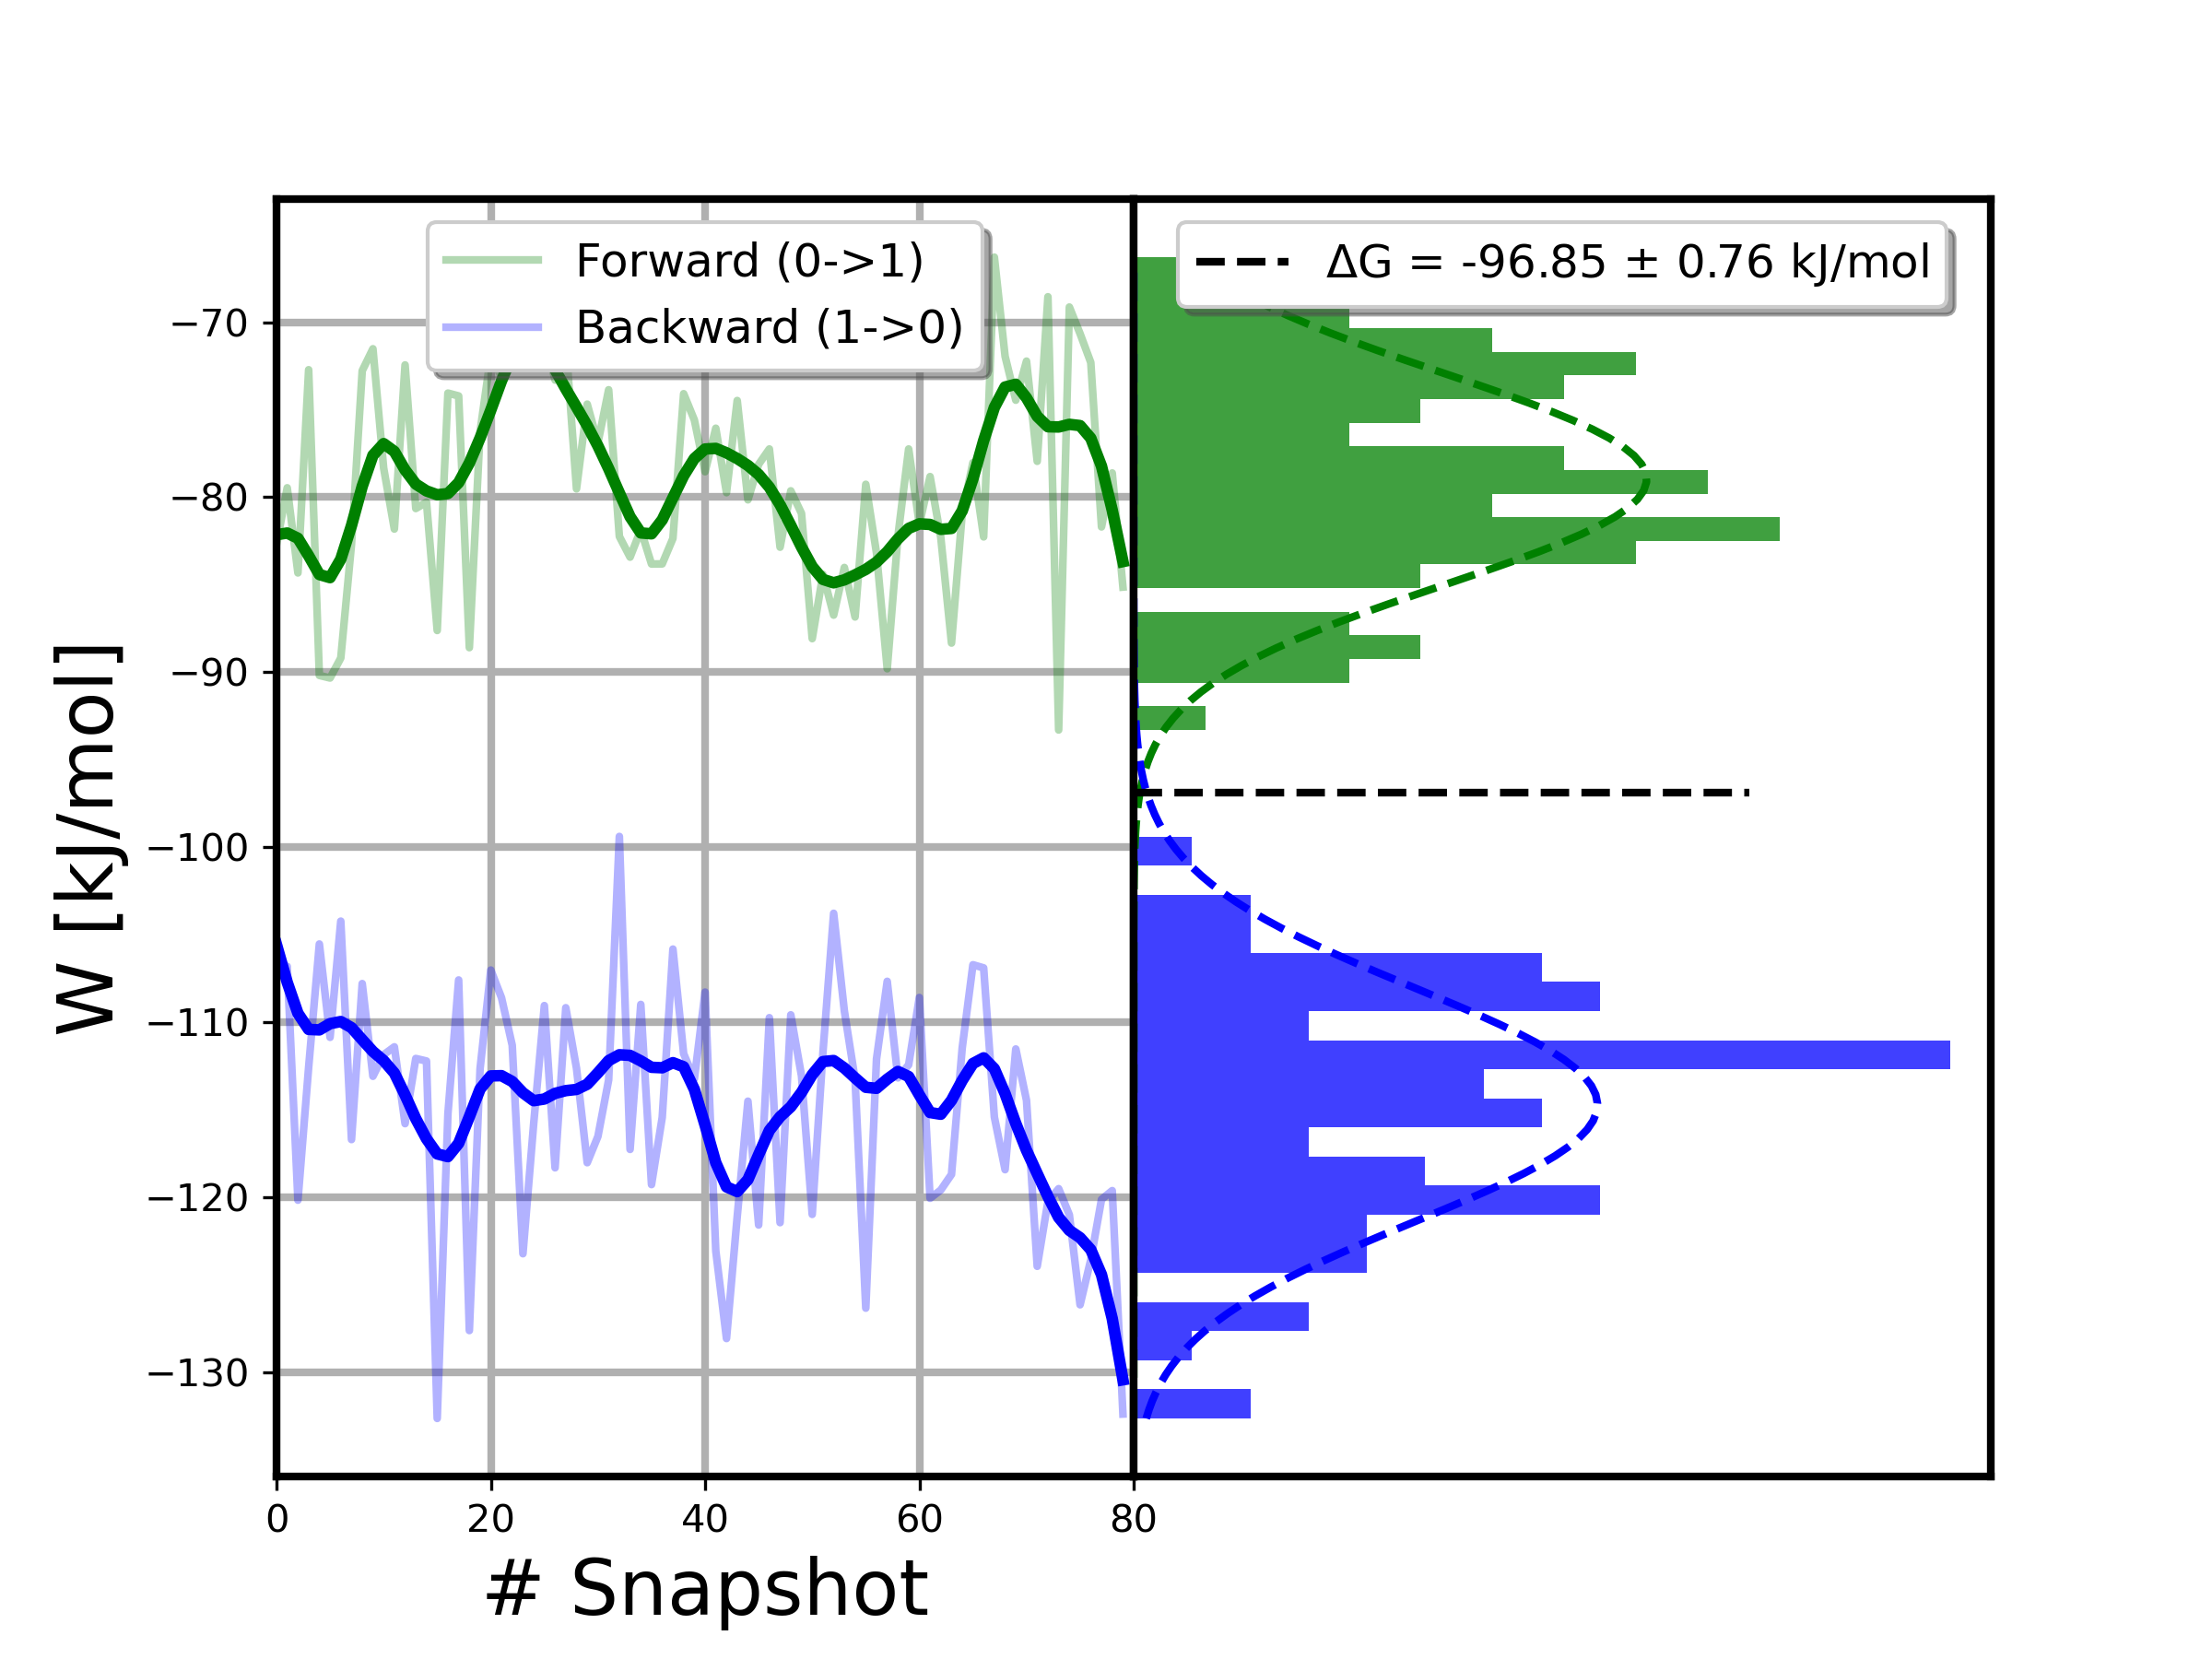 Forward (0->1)
Backward (1->0)
ΔG = -96.85 ± 0.76 kJ/mol
W [kJ/mol]
−70
−80
−90
−100
−110
−120
−130
0 20 40 60 80
# Snapshot